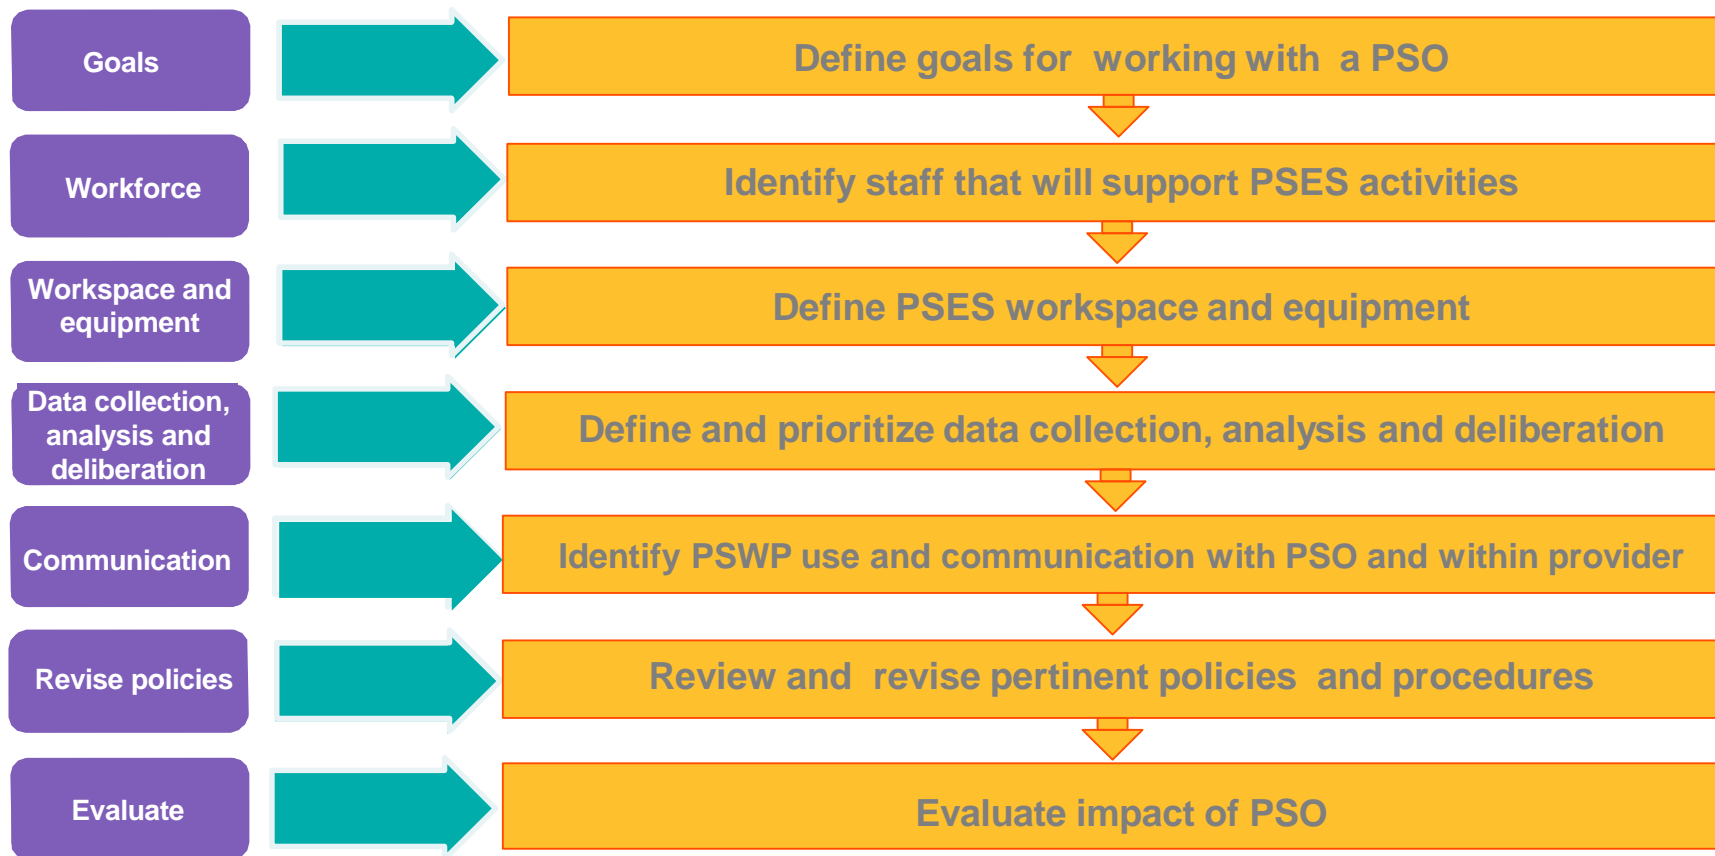 Goals
Define goals for  working with  a PSO
Workforce
Identify staff that will support PSES activities
Workspace and
equipment
Define PSES workspace and equipment
Data collection,
analysis and
deliberation
Define and prioritize data collection, analysis and deliberation
Communication
Identify PSWP use and communication with PSO and within provider
Revise policies
Review and  revise pertinent policies  and procedures
Evaluate
Evaluate impact of PSO